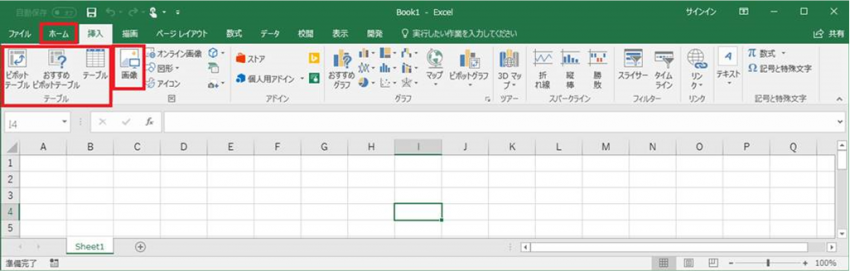 自動保存 オフ Book1 - Excel サインイン
ファイル ホーム 挿入 描画 ページ レイアウト 数式 データ 校閲 表示 開発 実行したい作業を入力してください 共有
ピボット テーブル おすすめ ピボットテーブル テーブル 画像 オンライン画像 図形 アイコン ストア 個人用アドイン おすすめ グラフ マップ ピボットグラフ 3D マッ プ 折 れ線 縦 棒 勝 敗 スライサー タイム ライン リン ク テキスト π 数式 Ω 記号と特殊文字
テーブル 図 アドイン グラフ ツアー スパークライン フィルター リンク 記号と特殊文字
I4 fx
A B C D E F G H I J K L M N O P Q
1
2
3
4
5
Sheet1
準備完了 100%